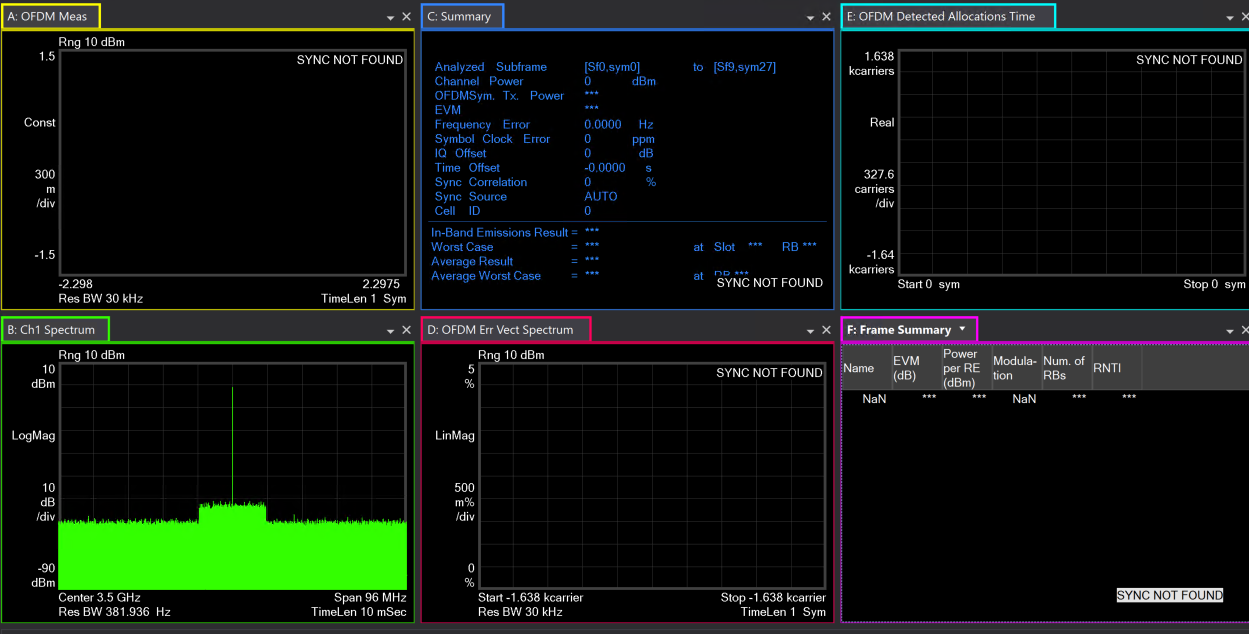 A: OFDM Meas
Rng 10 dBm
1.5
SYNC NOT FOUND
Const
300
m
/div
-1.5
-2.298
2.2975
Res BW 30 kHz
TimeLen 1 Sym
C: Summary
Analyzed Subframe [Sf0,sym0] to [Sf9,sym27]
Channel Power 0 dBm
OFDMSym. Tx. Power ***
EVM ***
Frequency Error 0.0000 Hz
Symbol Clock Error 0 ppm
IQ Offset 0 dB
Time Offset -0.0000 s
Sync Correlation 0 %
Sync Source AUTO
Cell ID 0
In-Band Emissions Result = ***
Worst Case = *** at Slot *** RB ***
Average Result = ***
Average Worst Case = *** at RB ***
SYNC NOT FOUND
E: OFDM Detected Allocations Time
1.638
kcarriers
SYNC NOT FOUND
Real
327.6
carriers
/div
-1.64
kcarriers
Start 0 sym
Stop 0 sym
B: Ch1 Spectrum
Rng 10 dBm
10
dBm
LogMag
10
dB
/div
-90
dBm
Center 3.5 GHz
Span 96 MHz
Res BW 381.936 Hz
TimeLen 10 mSec
D: OFDM Err Vect Spectrum
Rng 10 dBm
5
%
SYNC NOT FOUND
LinMag
500
m%
/div
0
%
Start -1.638 kcarrier
Stop -1.638 kcarrier
Res BW 30 kHz
TimeLen 1 Sym
F: Frame Summary
Name
EVM
(dB)
Power
per RE
(dBm)
Modula-
tion
Num. of
RBs
RNTI
NaN *** *** NaN *** ***
SYNC NOT FOUND